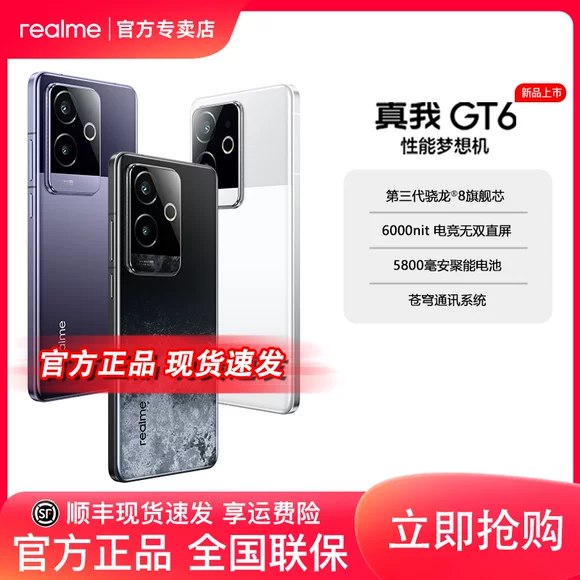 realme 官方专卖店
新品上市
真我 GT6
性能梦想机
第三代骁龙®8旗舰芯
6000nit 电竞无双直屏
5800毫安聚能电池
苍穹通讯系统
realme
realme
官方正品 现货速发
SF 顺丰现货速发 享运费险
官方正品 全国联保
立即抢购